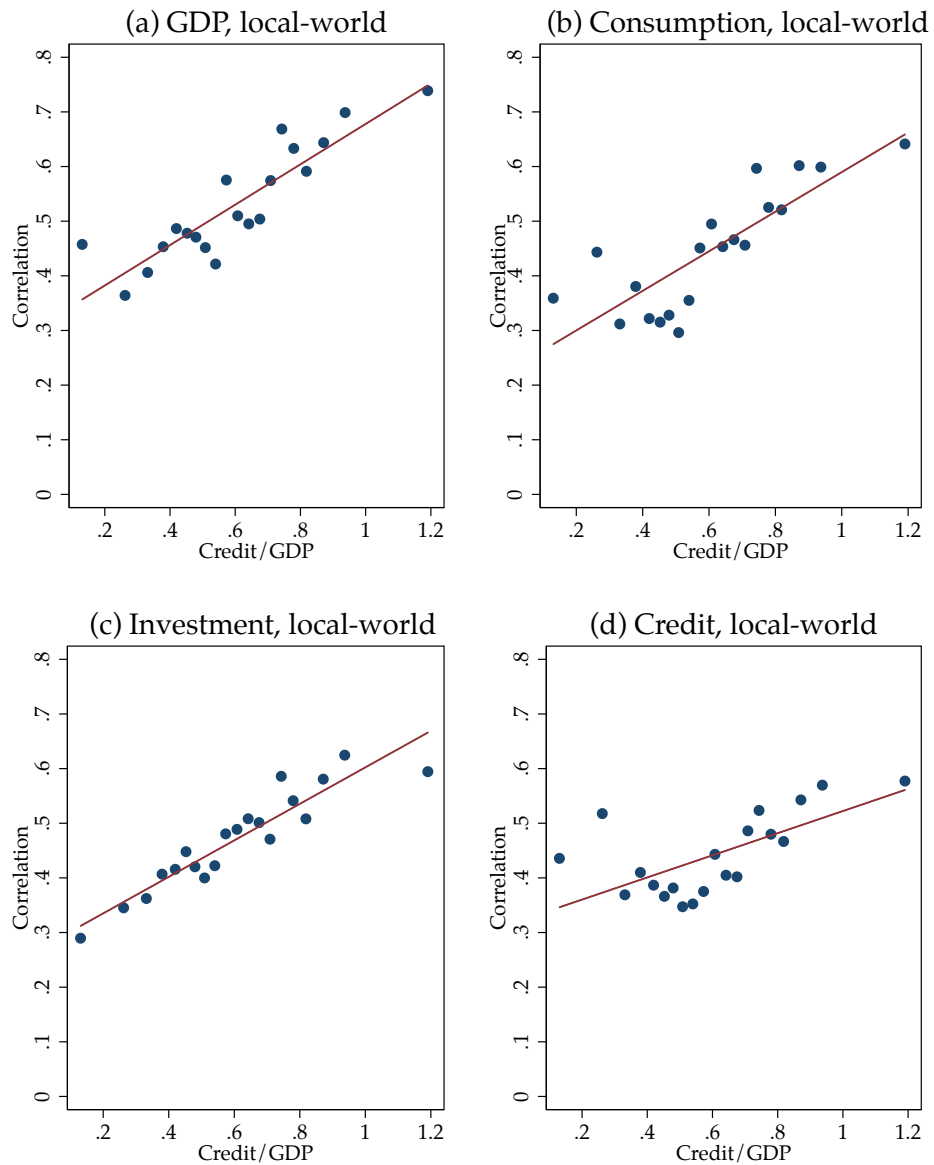 (a) GDP, local-world
(b) Consumption, local-world
Correlation
0 .1 .2 .3 .4 .5 .6 .7 .8
.2 .4 .6 .8 1 1.2
Credit/GDP
Correlation
0 .1 .2 .3 .4 .5 .6 .7 .8
.2 .4 .6 .8 1 1.2
Credit/GDP
(c) Investment, local-world
(d) Credit, local-world
Correlation
0 .1 .2 .3 .4 .5 .6 .7 .8
.2 .4 .6 .8 1 1.2
Credit/GDP
Correlation
0 .1 .2 .3 .4 .5 .6 .7 .8
.2 .4 .6 .8 1 1.2
Credit/GDP